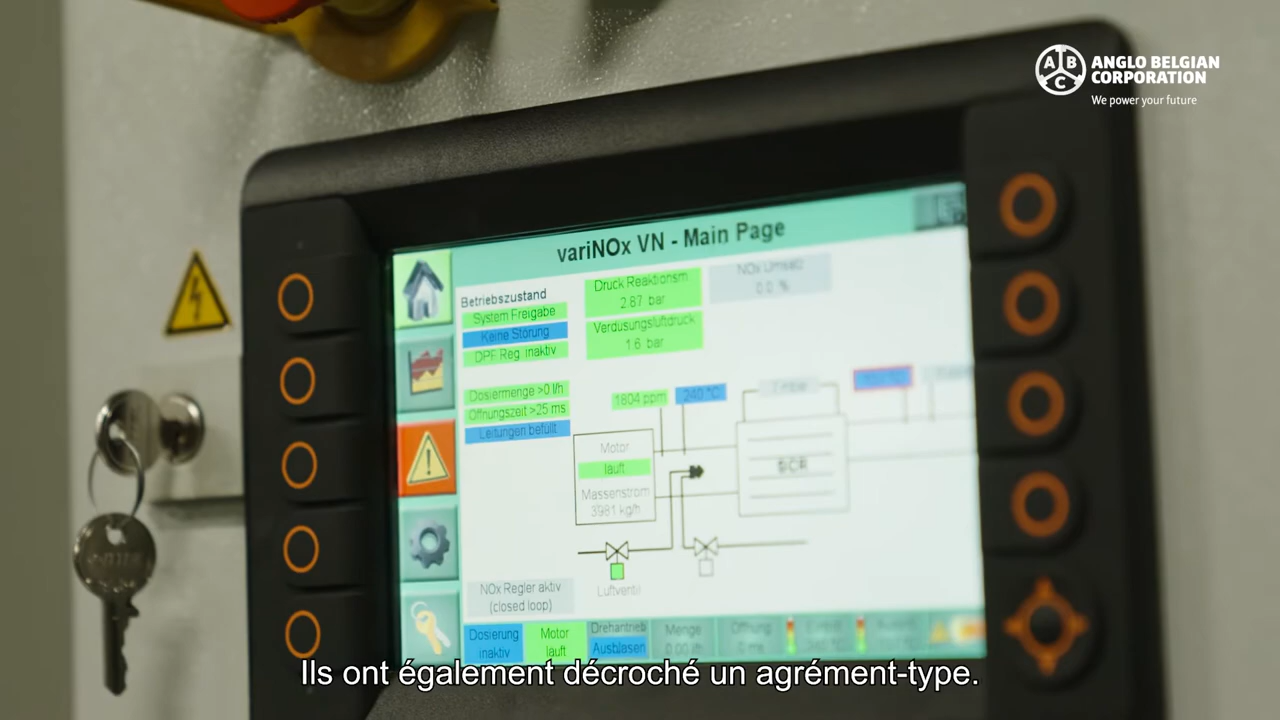 ANGLO BELGIAN
CORPORATION
We power your future
A B C
variNOx VN - Main Page
Betriebszustand
System Freigabe
Keine Störung
DPF Reg. inaktiv
Druck Reaktionsm
2.87 bar
Verdusungsluftdruck
1.6 bar
NOx Umsatz
0.0 %
Dosiermenge >0 l/h
Öffnungszeit >25 ms
Leitungen befüllt
1804 ppm
240 °C
Motor
lauft
Massenstrom
3981 kg/h
SCR
Luftventil
NOx Regler aktiv
(closed loop)
Dosierung
inaktiv
Motor
lauft
Drehantrieb
Ausblasen
Menge
0.00 l/h
Öffnung
0 ms
Ils ont également décroché un agrément-type.